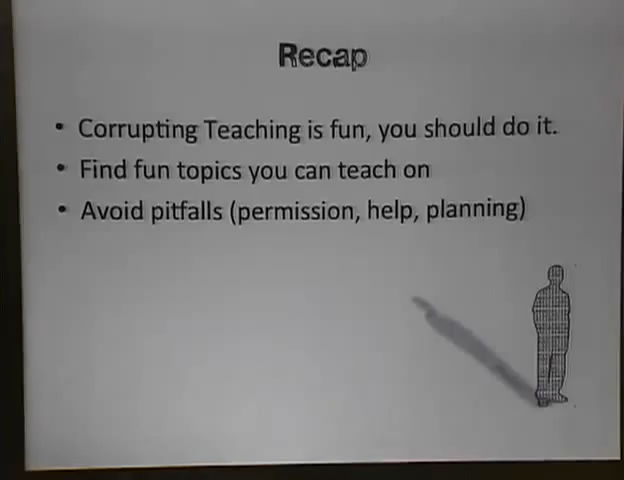 Recap
• Corrupting Teaching is fun, you should do it.
• Find fun topics you can teach on
• Avoid pitfalls (permission, help, planning)